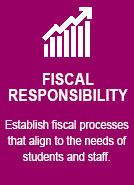 FISCAL
RESPONSIBILITY
Establish fiscal processes
that align to the needs of
students and staff.